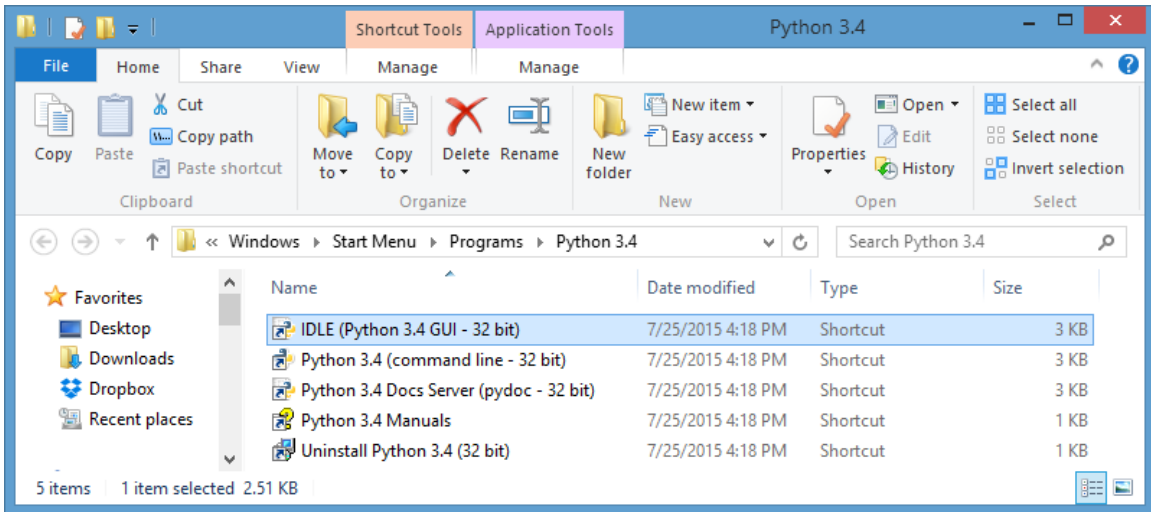 Shortcut Tools Application Tools Python 3.4
File Home Share View Manage Manage
Copy
Paste
Cut
Copy path
Paste shortcut
Clipboard
Move to
Copy to
Delete
Rename
Organize
New folder
New item
Easy access
New
Properties
Open
Edit
History
Open
Select all
Select none
Invert selection
Select
« Windows Start Menu Programs Python 3.4
Search Python 3.4
Favorites
Desktop
Downloads
Dropbox
Recent places
Name Date modified Type Size
IDLE (Python 3.4 GUI - 32 bit) 7/25/2015 4:18 PM Shortcut 3 KB
Python 3.4 (command line - 32 bit) 7/25/2015 4:18 PM Shortcut 3 KB
Python 3.4 Docs Server (pydoc - 32 bit) 7/25/2015 4:18 PM Shortcut 3 KB
Python 3.4 Manuals 7/25/2015 4:18 PM Shortcut 1 KB
Uninstall Python 3.4 (32 bit) 7/25/2015 4:18 PM Shortcut 1 KB
5 items 1 item selected 2.51 KB